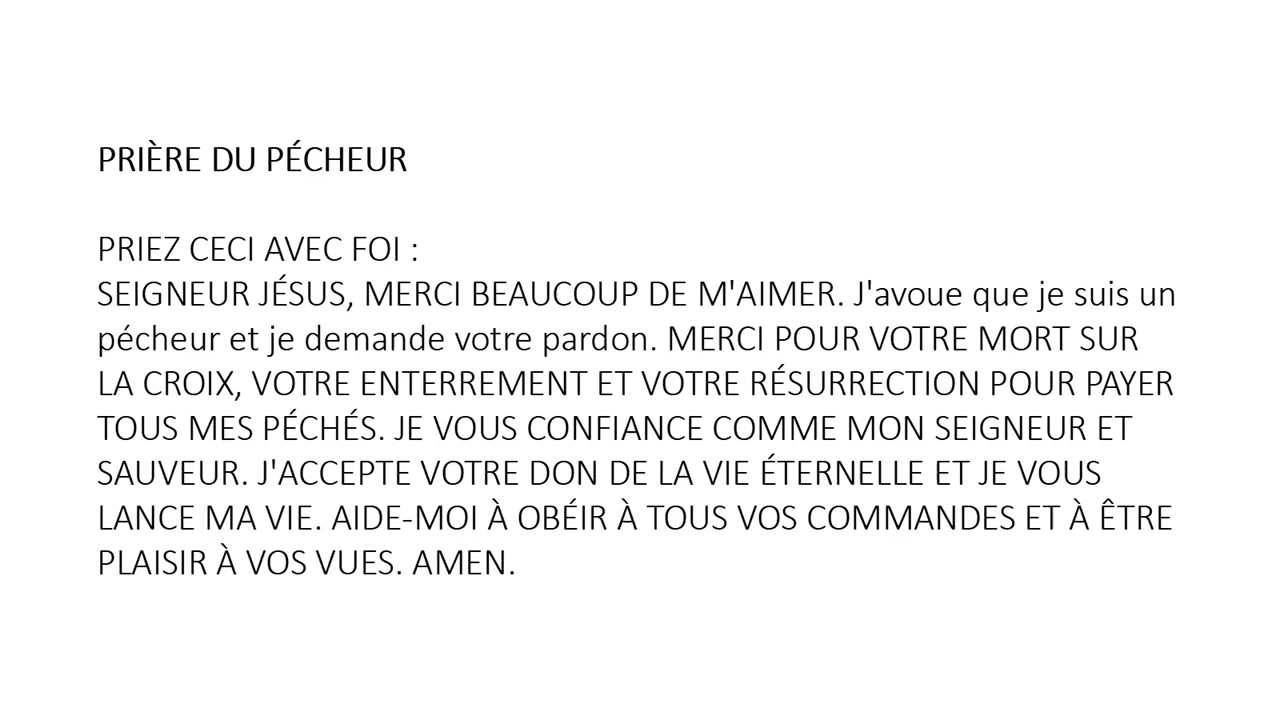 PRIÈRE DU PÉCHEUR
PRIEZ CECI AVEC FOI :
SEIGNEUR JÉSUS, MERCI BEAUCOUP DE M'AIMER. J'avoue que je suis un
pécheur et je demande votre pardon. MERCI POUR VOTRE MORT SUR
LA CROIX, VOTRE ENTERREMENT ET VOTRE RÉSURRECTION POUR PAYER
TOUS MES PÉCHÉS. JE VOUS CONFIANCE COMME MON SEIGNEUR ET
SAUVEUR. J'ACCEPTE VOTRE DON DE LA VIE ÉTERNELLE ET JE VOUS
LANCE MA VIE. AIDE-MOI À OBÉIR À TOUS VOS COMMANDES ET À ÊTRE
PLAISIR À VOS VUES. AMEN.